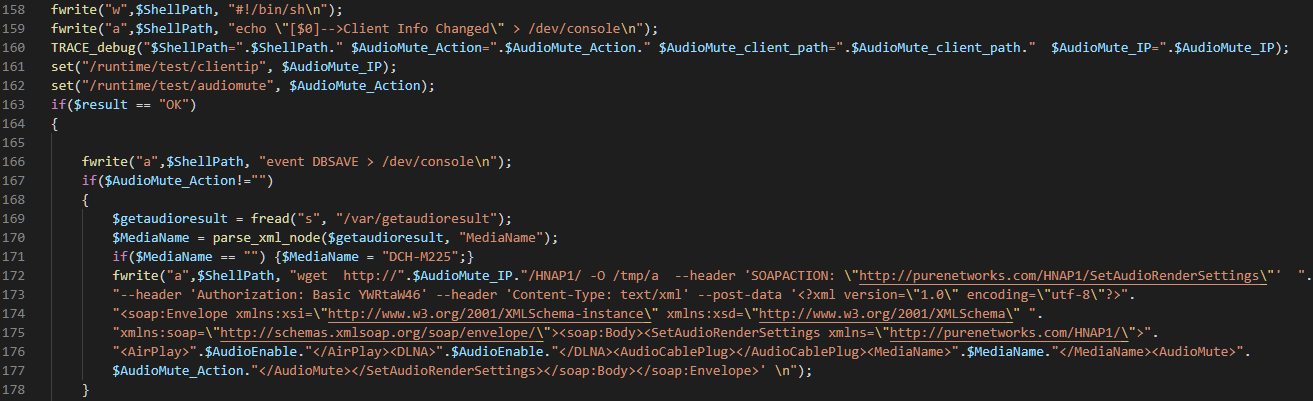 158 fwrite("w",$ShellPath, "#!/bin/sh\n");
159 fwrite("a",$ShellPath, "echo \"[$0]-->Client Info Changed\" > /dev/console\n");
160 TRACE_debug("$ShellPath=".$ShellPath." $AudioMute_Action=".$AudioMute_Action." $AudioMute_client_path=".$AudioMute_client_path."  $AudioMute_IP=".$AudioMute_IP);
161 set("/runtime/test/clientip", $AudioMute_IP);
162 set("/runtime/test/audiomute", $AudioMute_Action);
163 if($result == "OK")
164 {
165
166 fwrite("a",$ShellPath, "event DBSAVE > /dev/console\n");
167 if($AudioMute_Action!="")
168 {
169 $getaudioresult = fread("s", "/var/getaudioresult");
170 $MediaName = parse_xml_node($getaudioresult, "MediaName");
171 if($MediaName == "") {$MediaName = "DCH-M225";}
172 fwrite("a",$ShellPath, "wget  http://".$AudioMute_IP."/HNAP1/ -O /tmp/a  --header 'SOAPACTION: \"http://purenetworks.com/HNAP1/SetAudioRenderSettings\"'  ".
173 "--header 'Authorization: Basic YWRtaW46' --header 'Content-Type: text/xml' --post-data '<?xml version=\"1.0\" encoding=\"utf-8\"?>".
174 "<soap:Envelope xmlns:xsi=\"http://www.w3.org/2001/XMLSchema-instance\" xmlns:xsd=\"http://www.w3.org/2001/XMLSchema\" ".
175 "xmlns:soap=\"http://schemas.xmlsoap.org/soap/envelope/\"><soap:Body><SetAudioRenderSettings xmlns=\"http://purenetworks.com/HNAP1/\">".
176 "<AirPlay>".$AudioEnable."</AirPlay><DLNA>".$AudioEnable."</DLNA><AudioCablePlug></AudioCablePlug><MediaName>".$MediaName."</MediaName><AudioMute>".
177 $AudioMute_Action."</AudioMute></SetAudioRenderSettings></soap:Body></soap:Envelope>' \n");
178 }